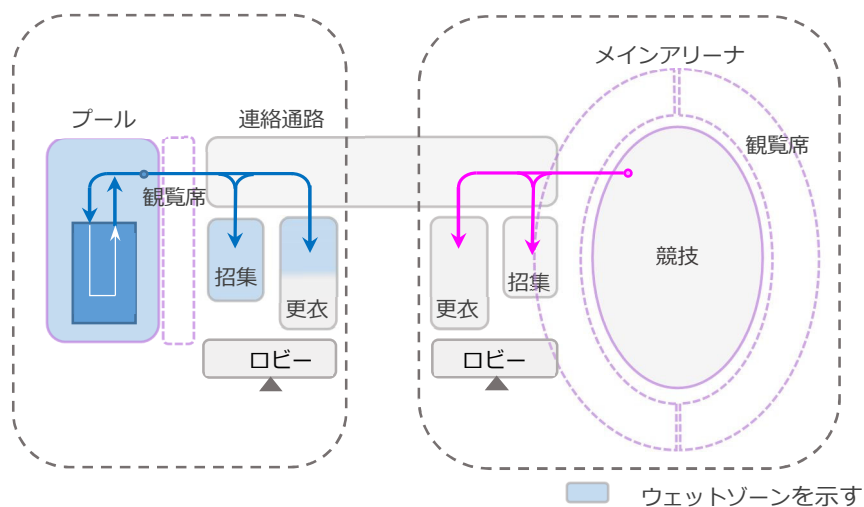 メインアリーナ
プール
連絡通路
観覧席
観覧席
招集
更衣
更衣
招集
競技
ロビー
ロビー
ウェットゾーンを示す